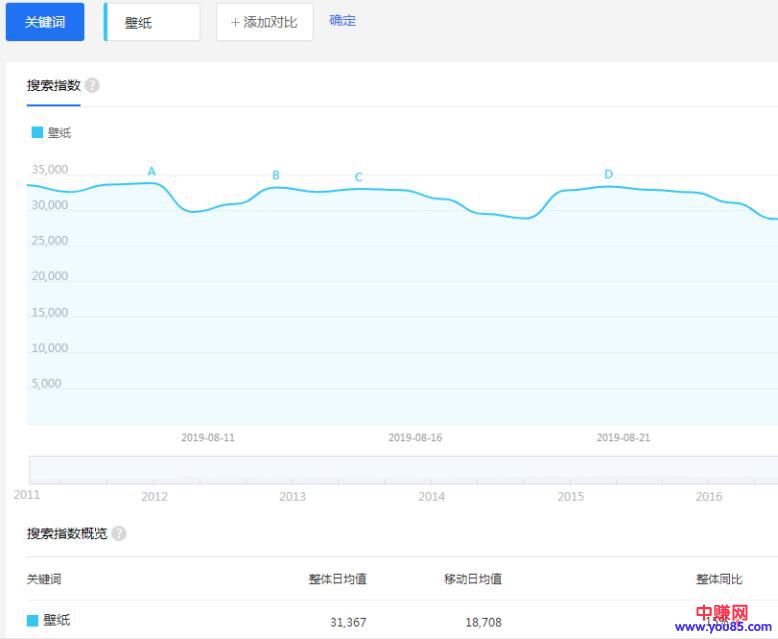 关键词 壁纸 +添加对比 确定
搜索指数 ?
壁纸
A B C D
35,000
30,000
25,000
20,000
15,000
10,000
5,000
2019-08-11 2019-08-16 2019-08-21
2011 2012 2013 2014 2015 2016
搜索指数概览 ?
关键词 整体日均值 移动日均值 整体同比
壁纸 31,367 18,708
中赚网
www.you85.com